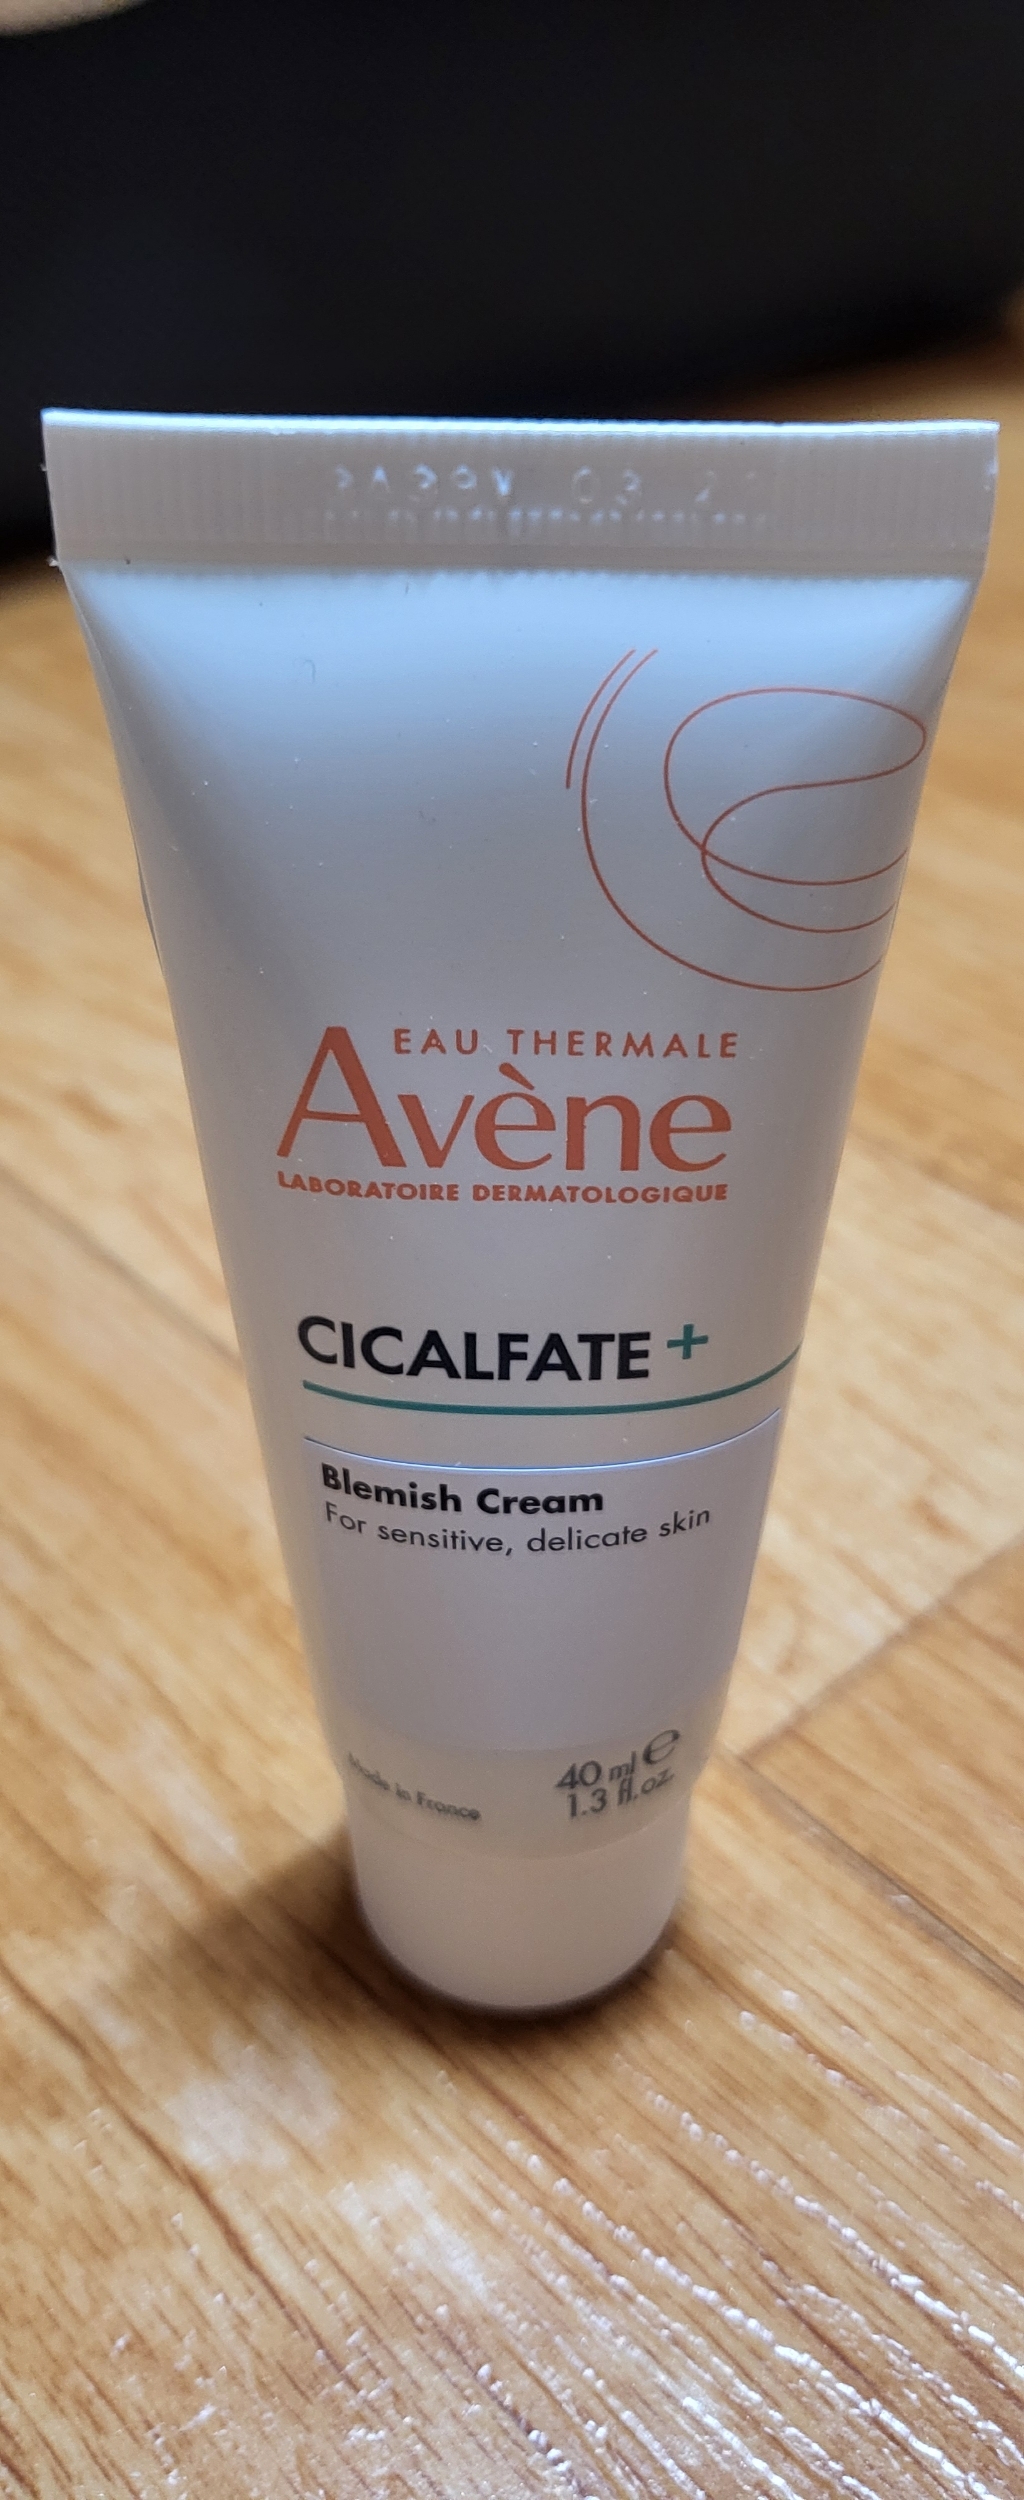 EAU THERMALE
Avène
LABORATOIRE DERMATOLOGIQUE
CICALFATE+
Blemish Cream
For sensitive, delicate skin
Made in France
40 ml ℮
1.3 fl.oz.